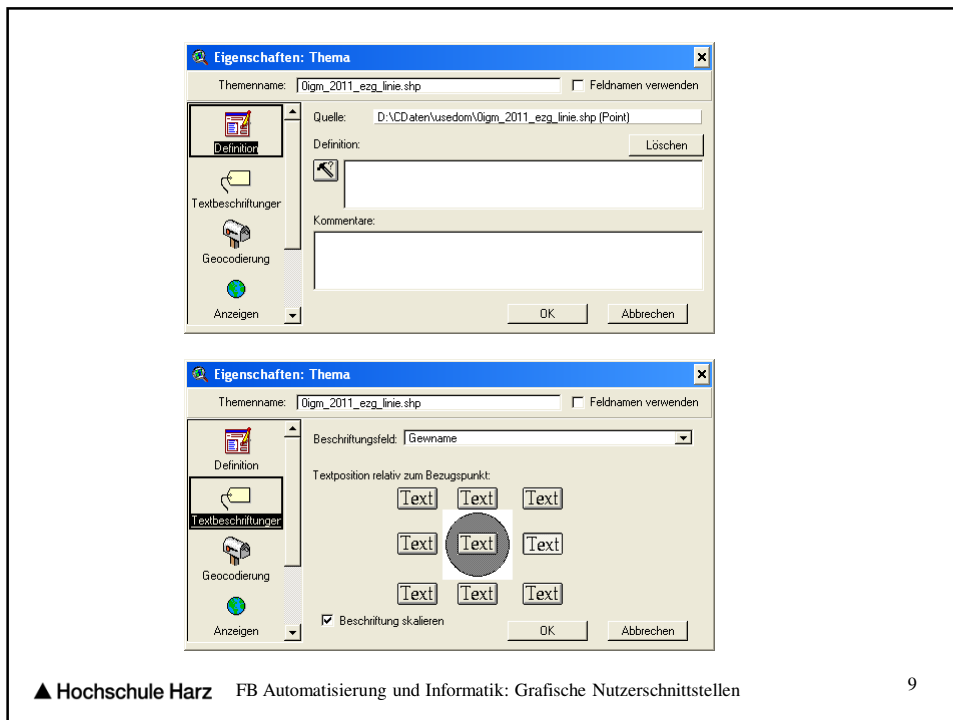 Eigenschaften: Thema
Themenname: 0igm_2011_ezg_linie.shp Feldnamen verwenden
Definition
Textbeschriftunger
Geocodierung
Anzeigen
Quelle: D:\CDaten\usedom\0igm_2011_ezg_linie.shp (Point)
Definition: Löschen
Kommentare:
OK Abbrechen
Eigenschaften: Thema
Themenname: 0igm_2011_ezg_linie.shp Feldnamen verwenden
Definition
Textbeschriftunger
Geocodierung
Anzeigen
Beschriftungsfeld: Gewname
Textposition relativ zum Bezugspunkt:
Text Text Text
Text Text Text
Text Text Text
Beschriftung skalieren
OK Abbrechen
Hochschule Harz FB Automatisierung und Informatik: Grafische Nutzerschnittstellen 9